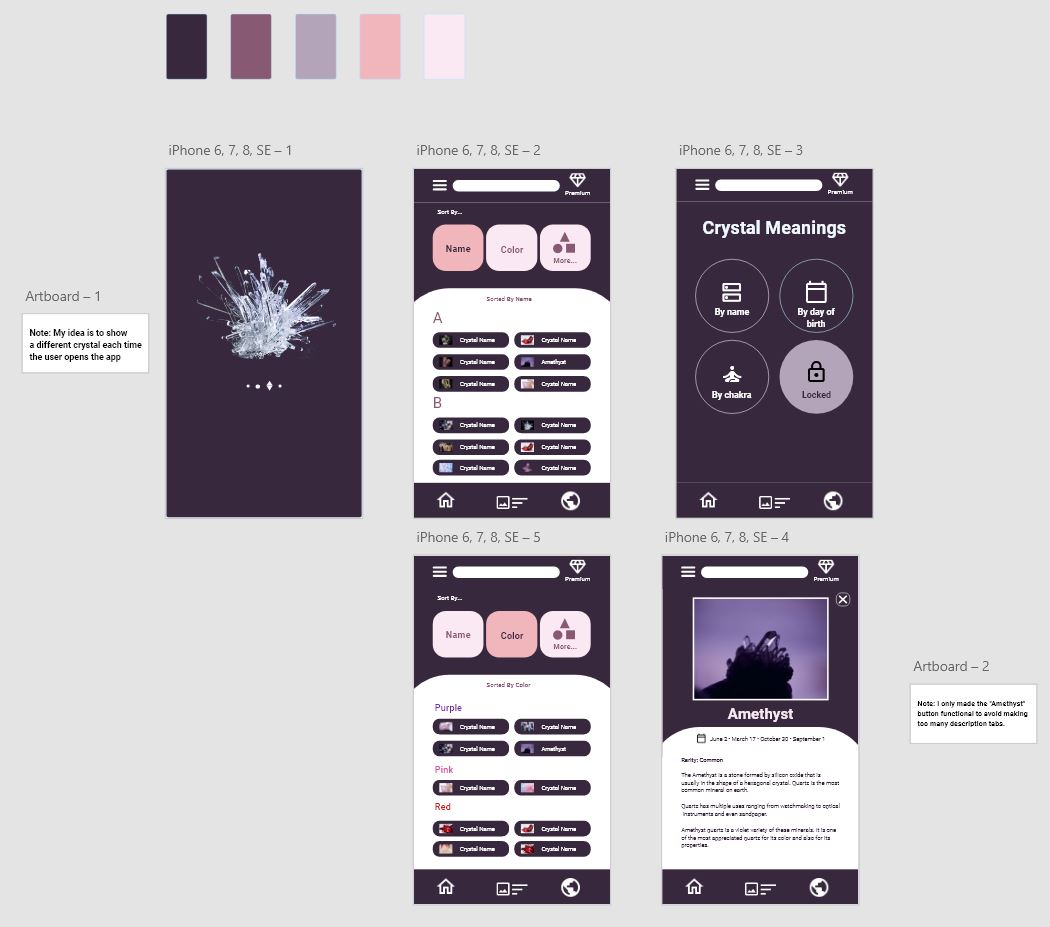 iPhone 6, 7, 8, SE – 1
iPhone 6, 7, 8, SE – 2
iPhone 6, 7, 8, SE – 3
Artboard – 1
Note: My idea is to show
a different crystal each time
the user opens the app
Premium
Sort By...
Name
Color
More...
Sorted By Name
A
Crystal Name
Crystal Name
Crystal Name
Amethyst
Crystal Name
Crystal Name
B
Crystal Name
Crystal Name
Crystal Name
Crystal Name
Crystal Name
Crystal Name
Premium
Crystal Meanings
By name
By day of
birth
By chakra
Locked
iPhone 6, 7, 8, SE – 5
iPhone 6, 7, 8, SE – 4
Premium
Sort By...
Name
Color
More...
Sorted By Color
Purple
Crystal Name
Crystal Name
Crystal Name
Amethyst
Pink
Crystal Name
Crystal Name
Red
Crystal Name
Crystal Name
Crystal Name
Crystal Name
Premium
Amethyst
June 2 • March 17 • October 30 • September 1
Rarity: Common
The Amethyst is a stone formed by silicon oxide that is
usually in the shape of a hexagonal crystal. Quartz is the most
common mineral on earth.
Quartz has multiple uses ranging from watchmaking to optical
instruments and even sandpaper.
Amethyst quartz is a violet variety of these minerals. It is one
of the most appreciated quartz for its color and also for its
properties.
Artboard – 2
Note: I only made the "Amethyst"
button functional to avoid making
too many description tabs.